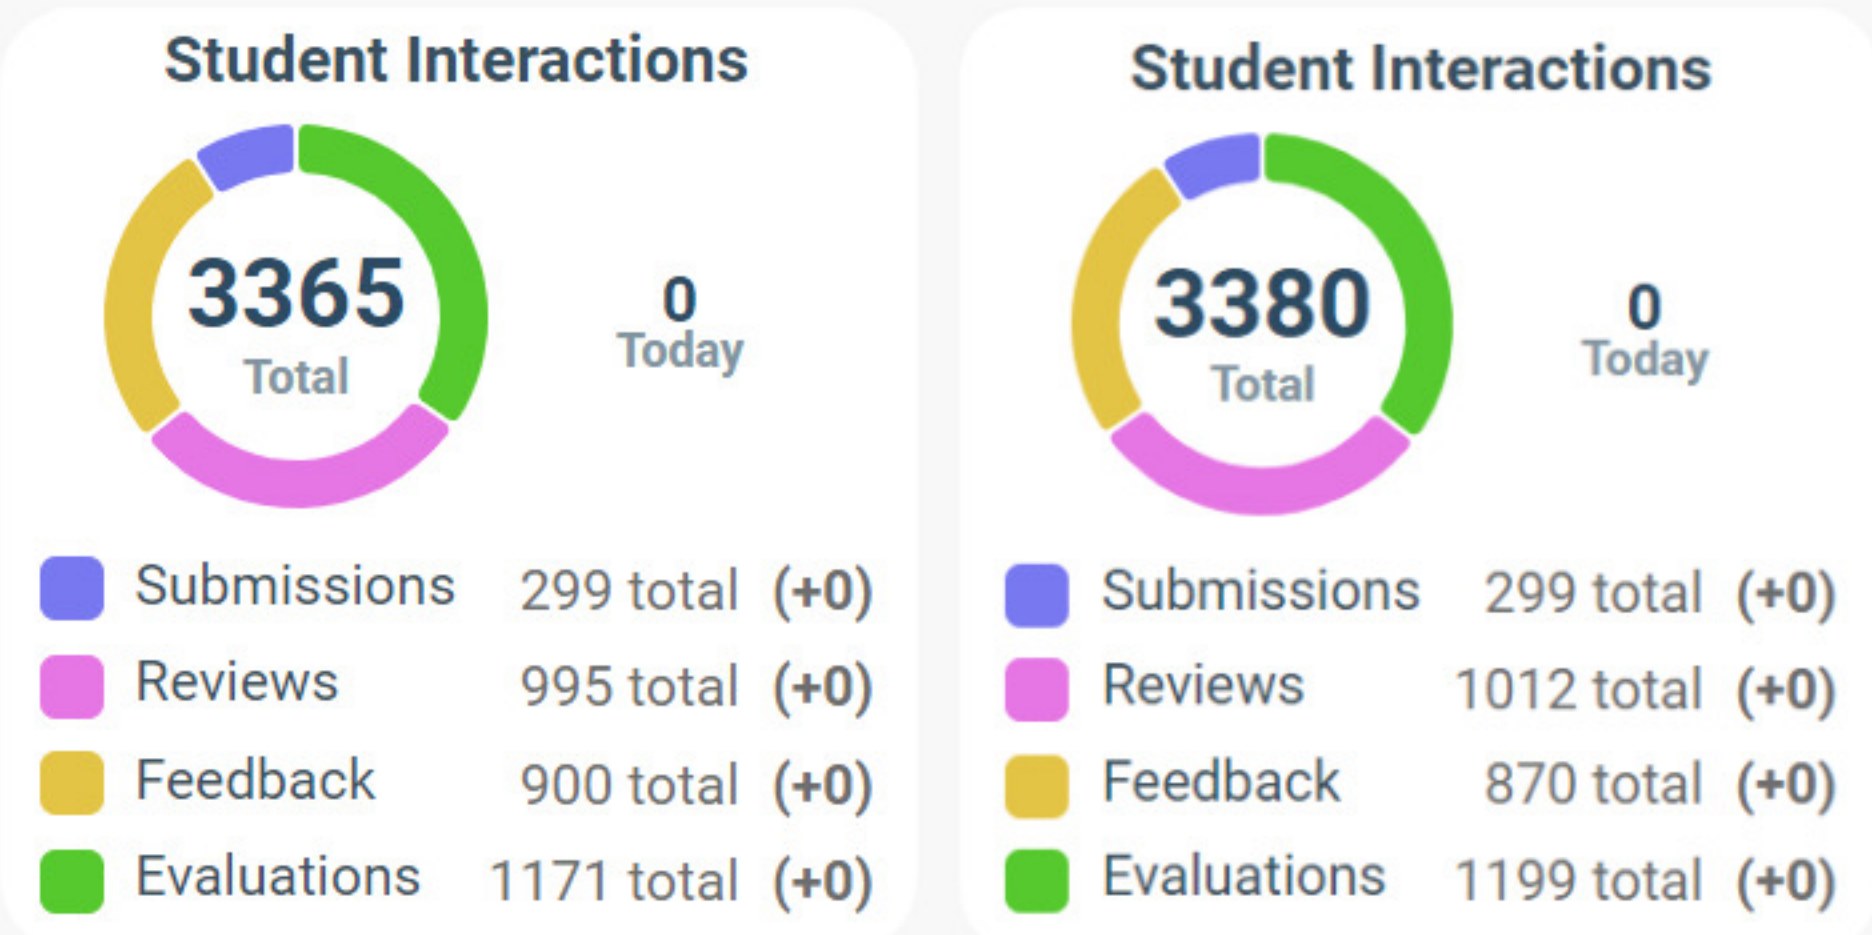 Student Interactions
3365
Total
0
Today
Submissions 299 total (+0)
Reviews 995 total (+0)
Feedback 900 total (+0)
Evaluations 1171 total (+0)
Student Interactions
3380
Total
0
Today
Submissions 299 total (+0)
Reviews 1012 total (+0)
Feedback 870 total (+0)
Evaluations 1199 total (+0)